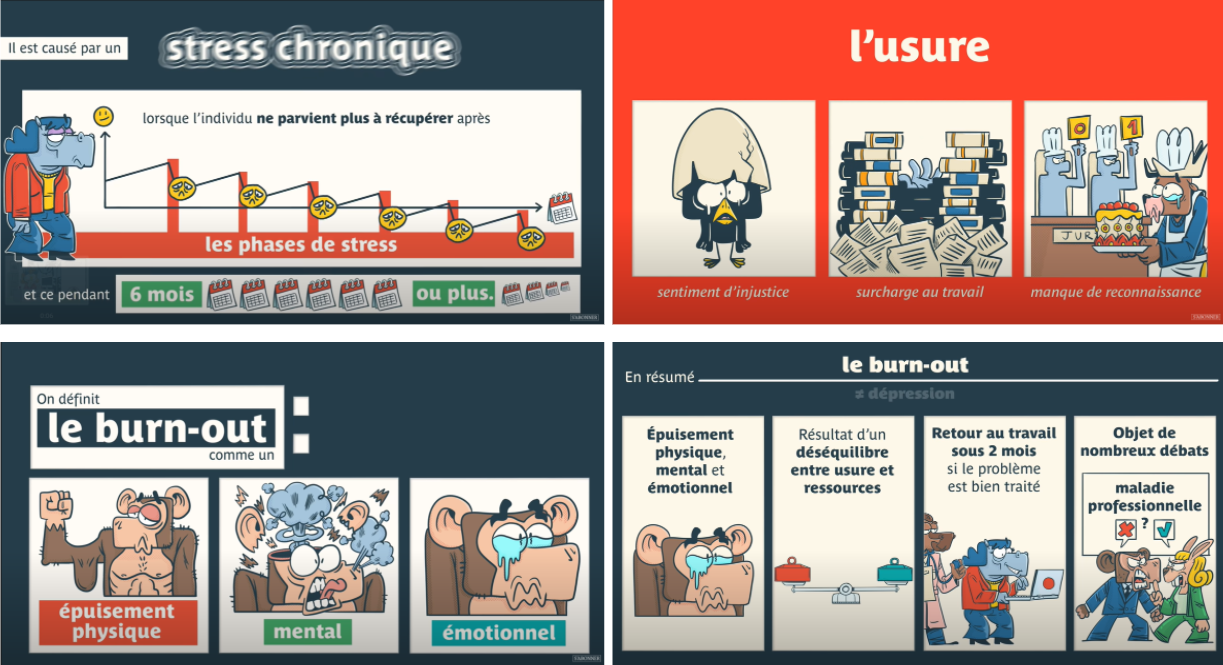 Il est causé par un
stress chronique
lorsque l'individu ne parvient plus à récupérer après
les phases de stress
et ce pendant
6 mois
ou plus.
S'ABONNER
l'usure
0
1
JUR
sentiment d'injustice
surcharge au travail
manque de reconnaissance
S'ABONNER
On définit
le burn-out
comme un
épuisement
physique
mental
émotionnel
S'ABONNER
En résumé
le burn-out
≠ dépression
Épuisement
physique,
mental et
émotionnel
Résultat d'un
déséquilibre
entre usure et
ressources
Retour au travail
sous 2 mois
si le problème
est bien traité
Objet de
nombreux débats
maladie
professionnelle
?